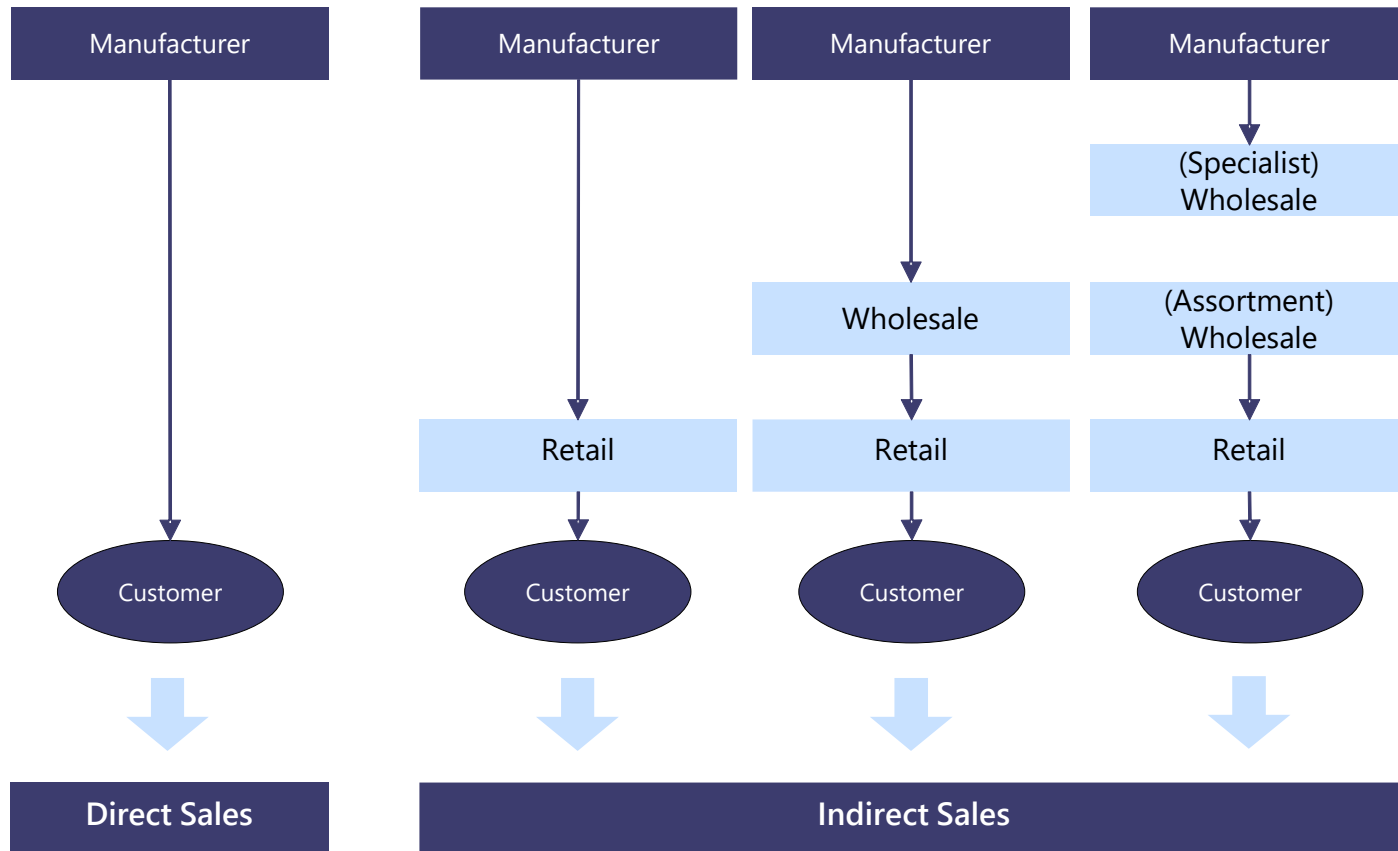 Manufacturer
Manufacturer
Manufacturer
Manufacturer
(Specialist)
Wholesale
Wholesale
(Assortment)
Wholesale
Retail
Retail
Retail
Customer
Customer
Customer
Customer
Direct Sales
Indirect Sales